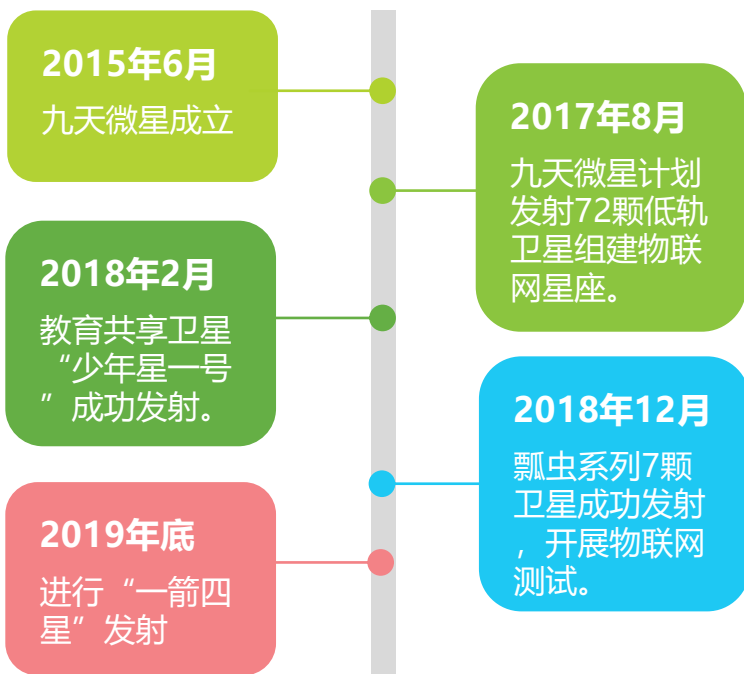 2015年6月
九天微星成立
2017年8月
九天微星计划
发射72颗低轨
卫星组建物联
网星座。
2018年2月
教育共享卫星
“少年星一号
”成功发射。
2018年12月
瓢虫系列7颗
卫星成功发射
，开展物联网
测试。
2019年底
进行“一箭四
星”发射